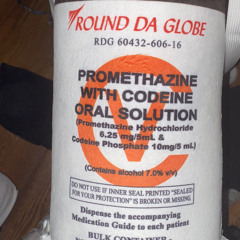 ROUND DA GLOBE
RDG 60432-606-16
PROMETHAZINE
WITH CODEINE
ORAL SOLUTION
(Promethazine Hydrochloride
6.25 mg/5mL &
Codeine Phosphate 10mg/5 mL)
(Contains alcohol 7.0% v/v)
DO NOT USE IF INNER SEAL PRINTED "SEALED
FOR YOUR PROTECTION" IS BROKEN OR MISSING.
Dispense the accompanying
Medication Guide to each patient
BULK CONTAINER